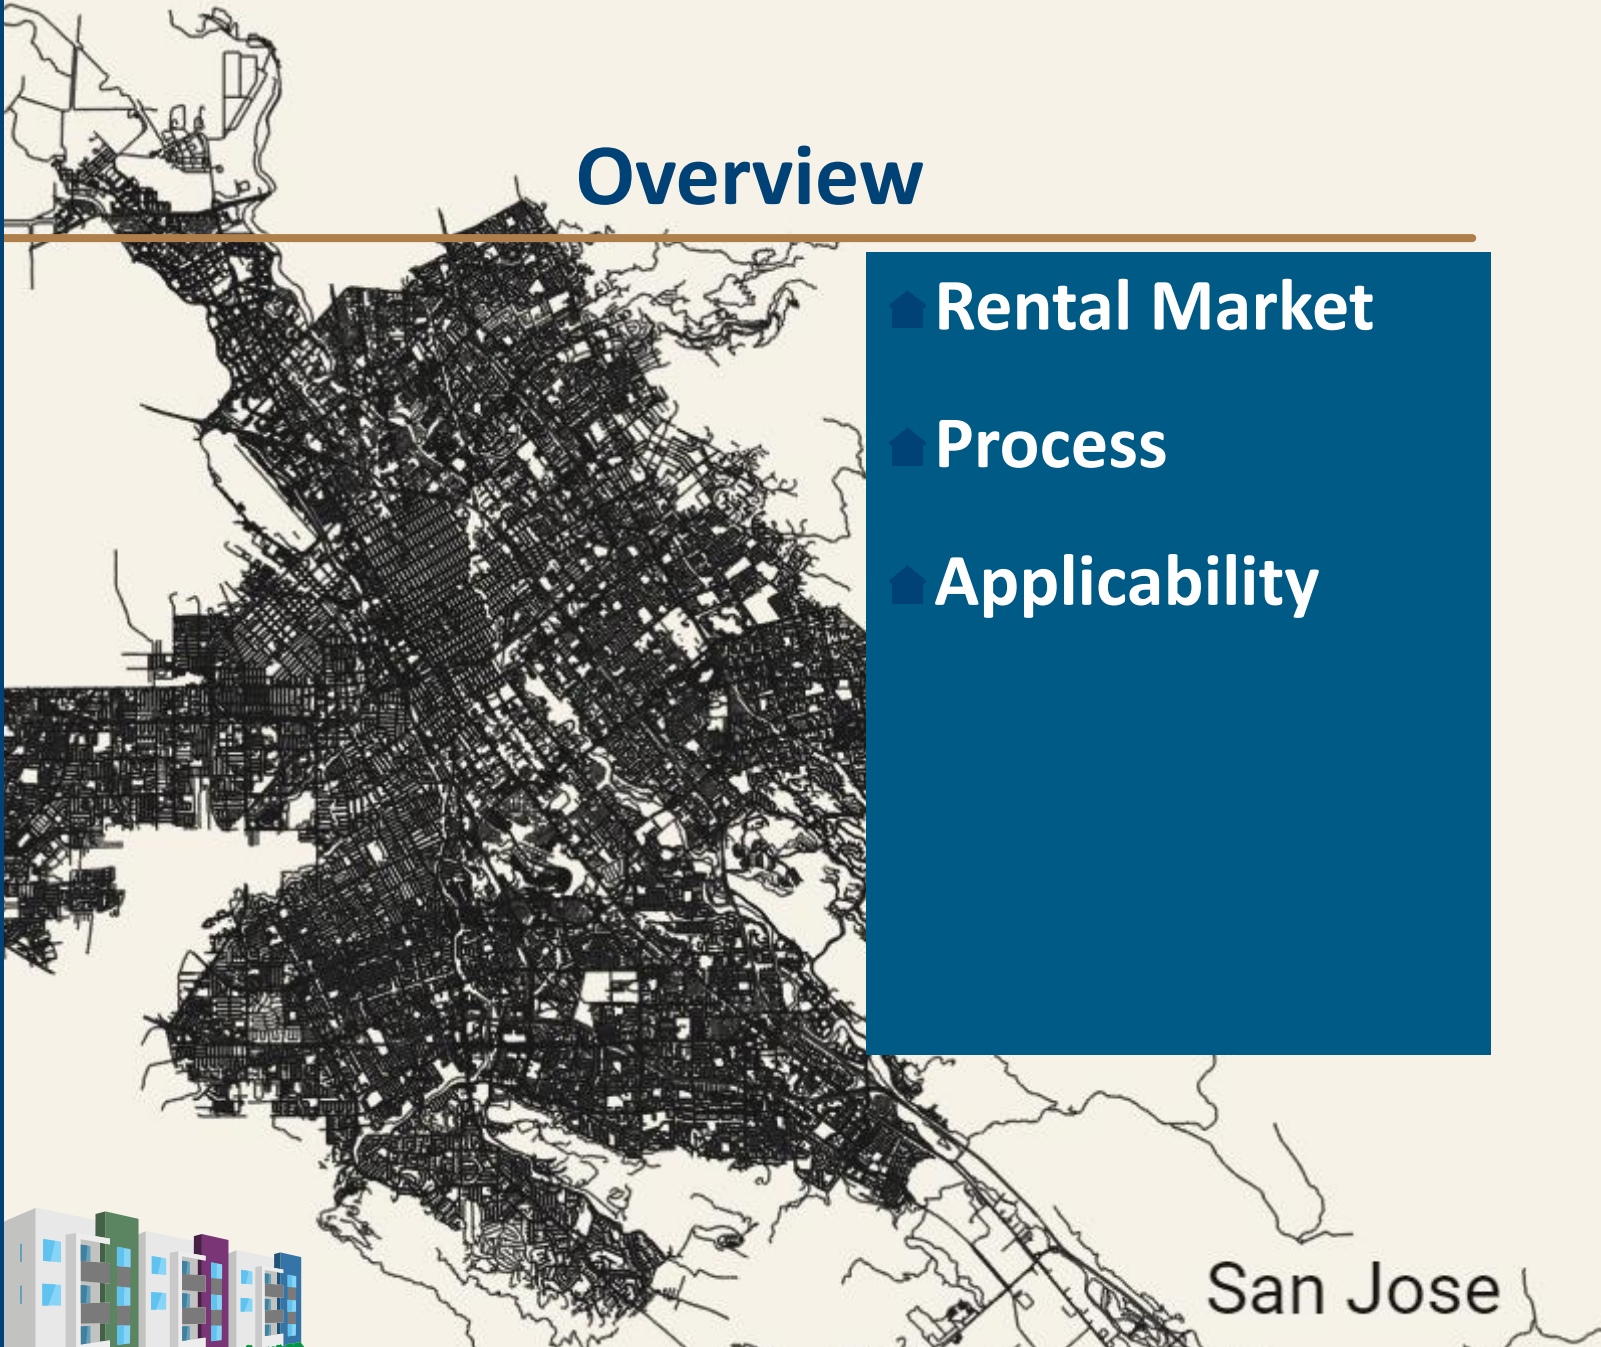 Overview
Rental Market
Process
Applicability
San Jose